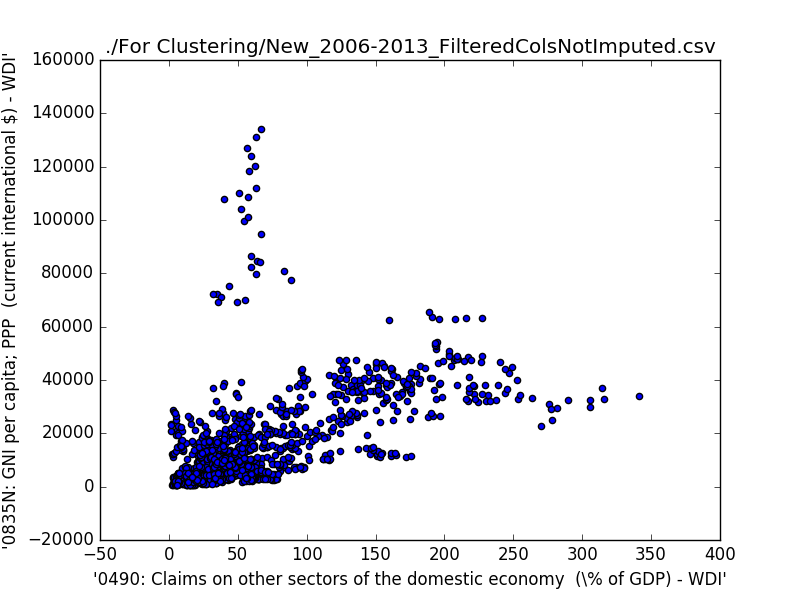 ./For Clustering/New_2006-2013_FilteredColsNotImputed.csv
'0835N: GNI per capita; PPP  (current international $) - WDI'
160000
140000
120000
100000
80000
60000
40000
20000
0
−20000
−50 0 50 100 150 200 250 300 350 400
'0490: Claims on other sectors of the domestic economy  (\% of GDP) - WDI'